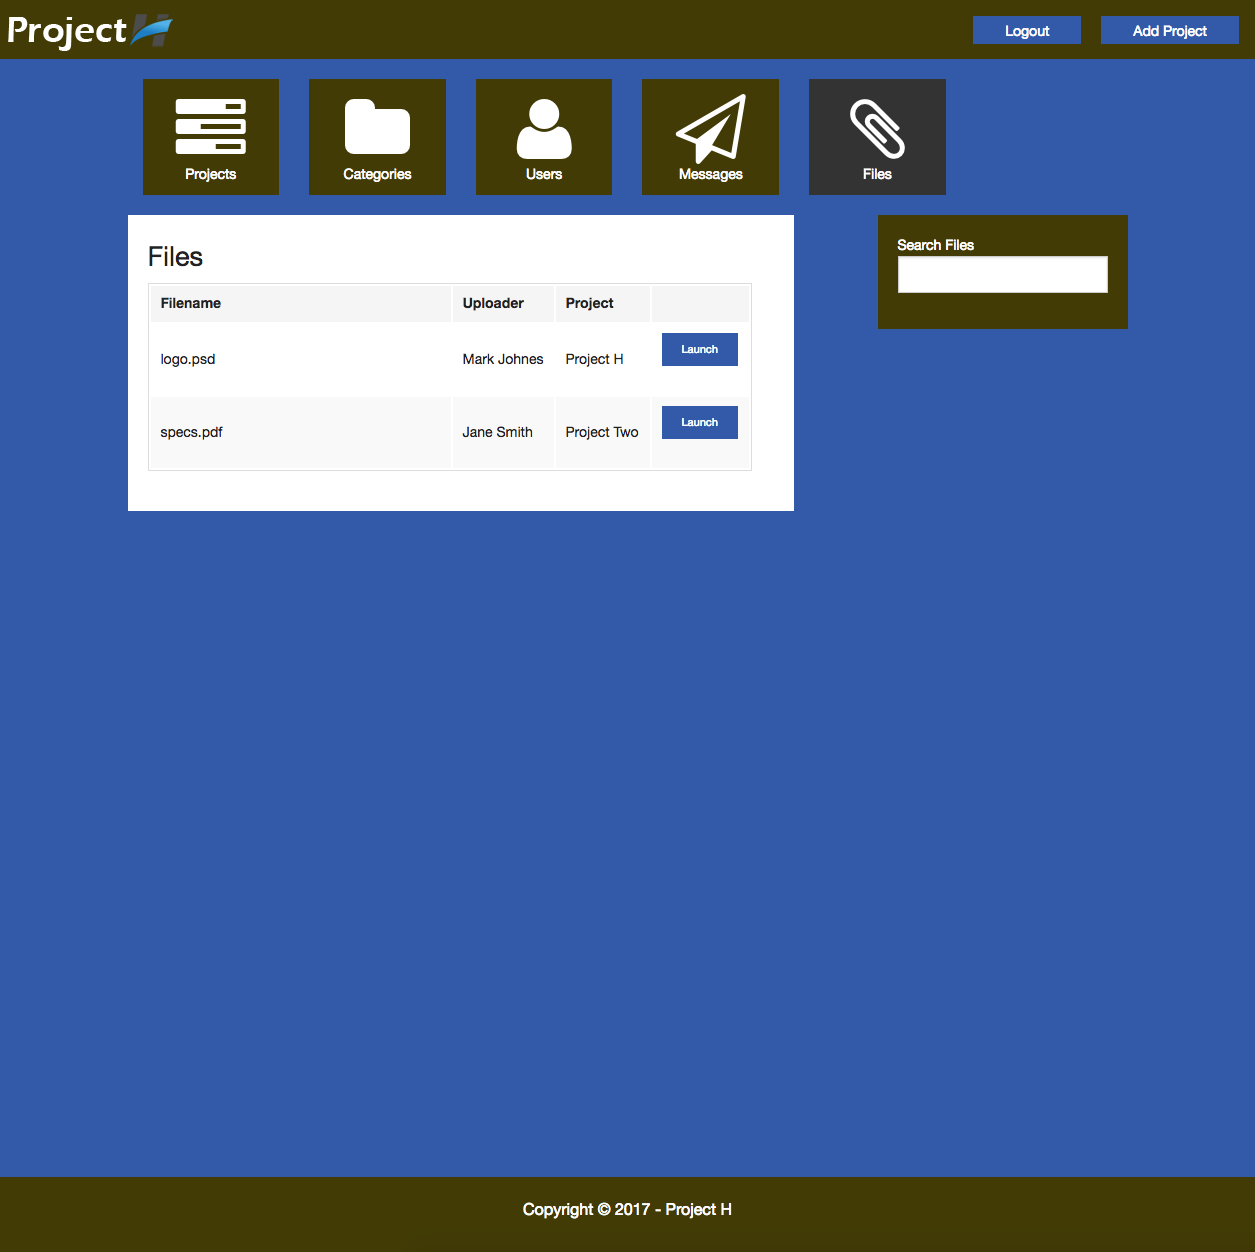 Project H
Logout Add Project
Projects Categories Users Messages Files
Files
Filename Uploader Project
logo.psd Mark Johnes Project H Launch
specs.pdf Jane Smith Project Two Launch
Search Files
Copyright © 2017 - Project H